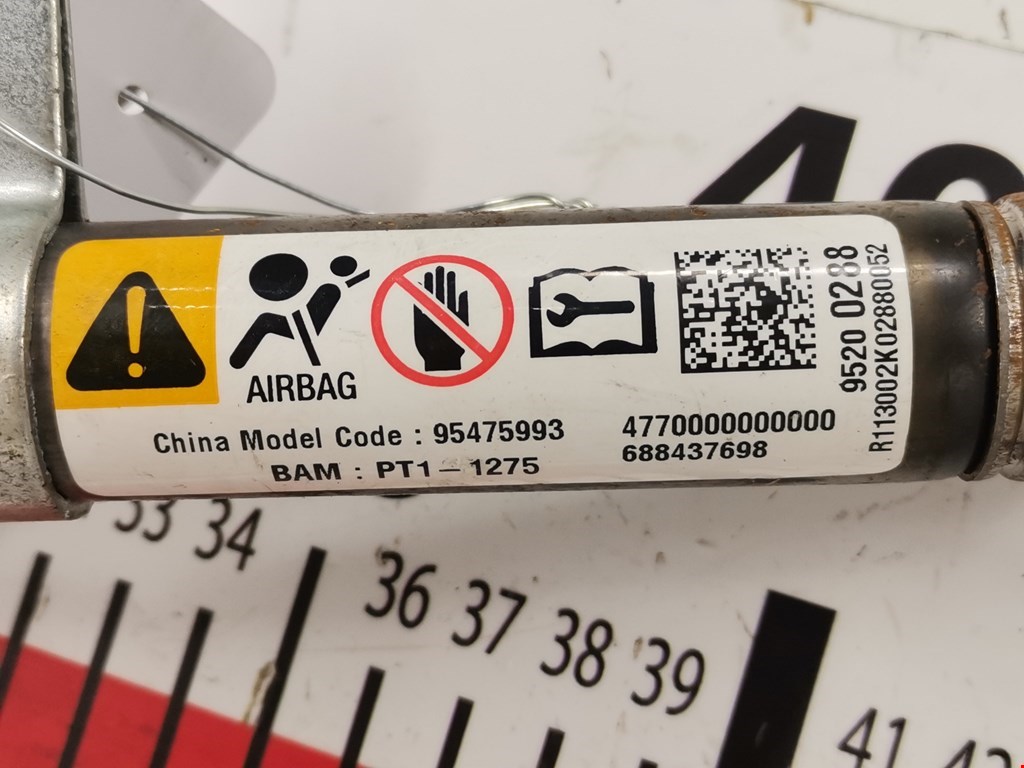 AIRBAG
China Model Code : 95475993
BAM : PT1 – 1275
4770000000000
688437698
9520 0288
R113002K02880052
33 34 36 37 38 39 41